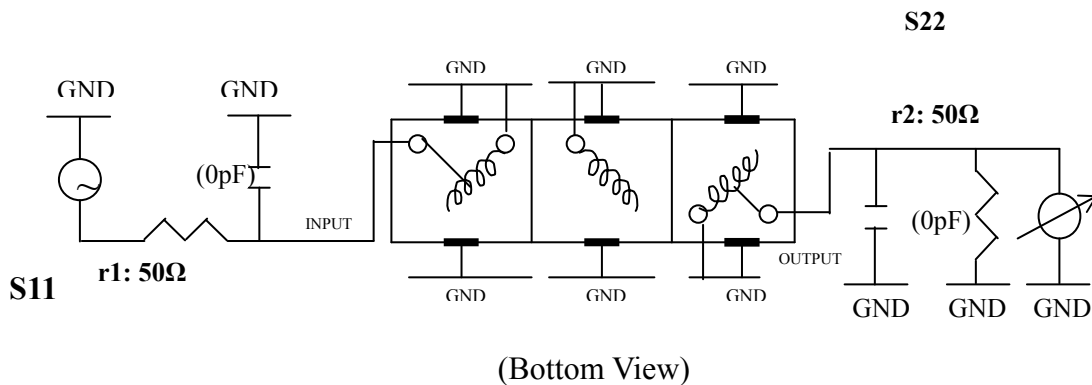 S22
GND
GND
GND
GND
GND
r2: 50Ω
(0pF)
(0pF)
INPUT
OUTPUT
r1: 50Ω
S11
GND
GND
GND
GND
GND
GND
(Bottom View)